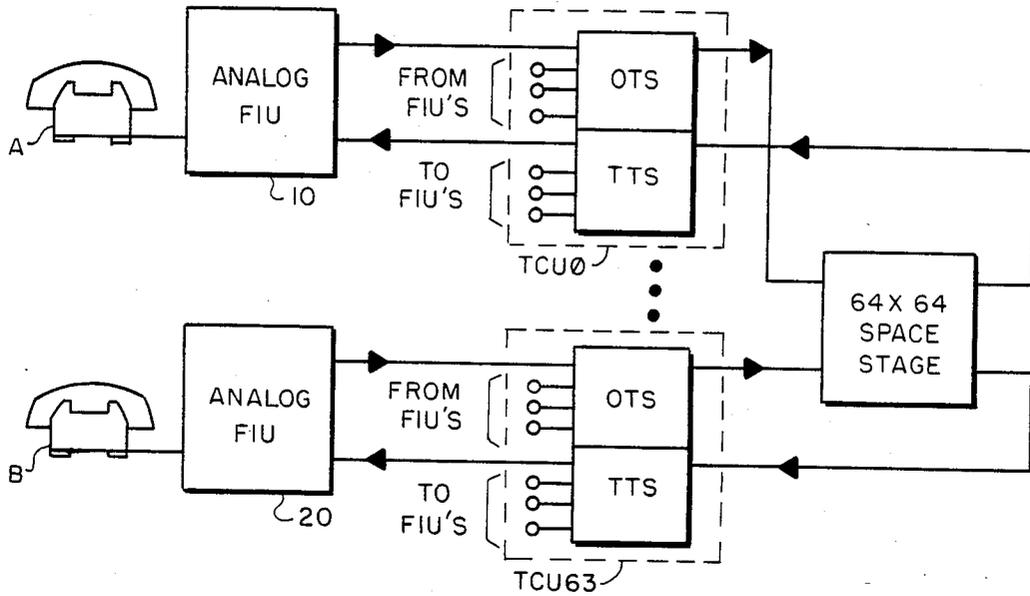 A
ANALOG
FIU
10
FROM
FIU'S
TO
FIU'S
OTS
TTS
TCU0
64 X 64
SPACE
STAGE
B
ANALOG
FIU
20
FROM
FIU'S
TO
FIU'S
OTS
TTS
TCU63